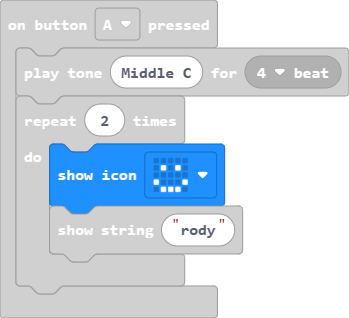 on button A pressed
play tone Middle C for 4 beat
repeat 2 times
do
show icon
show string "rody"